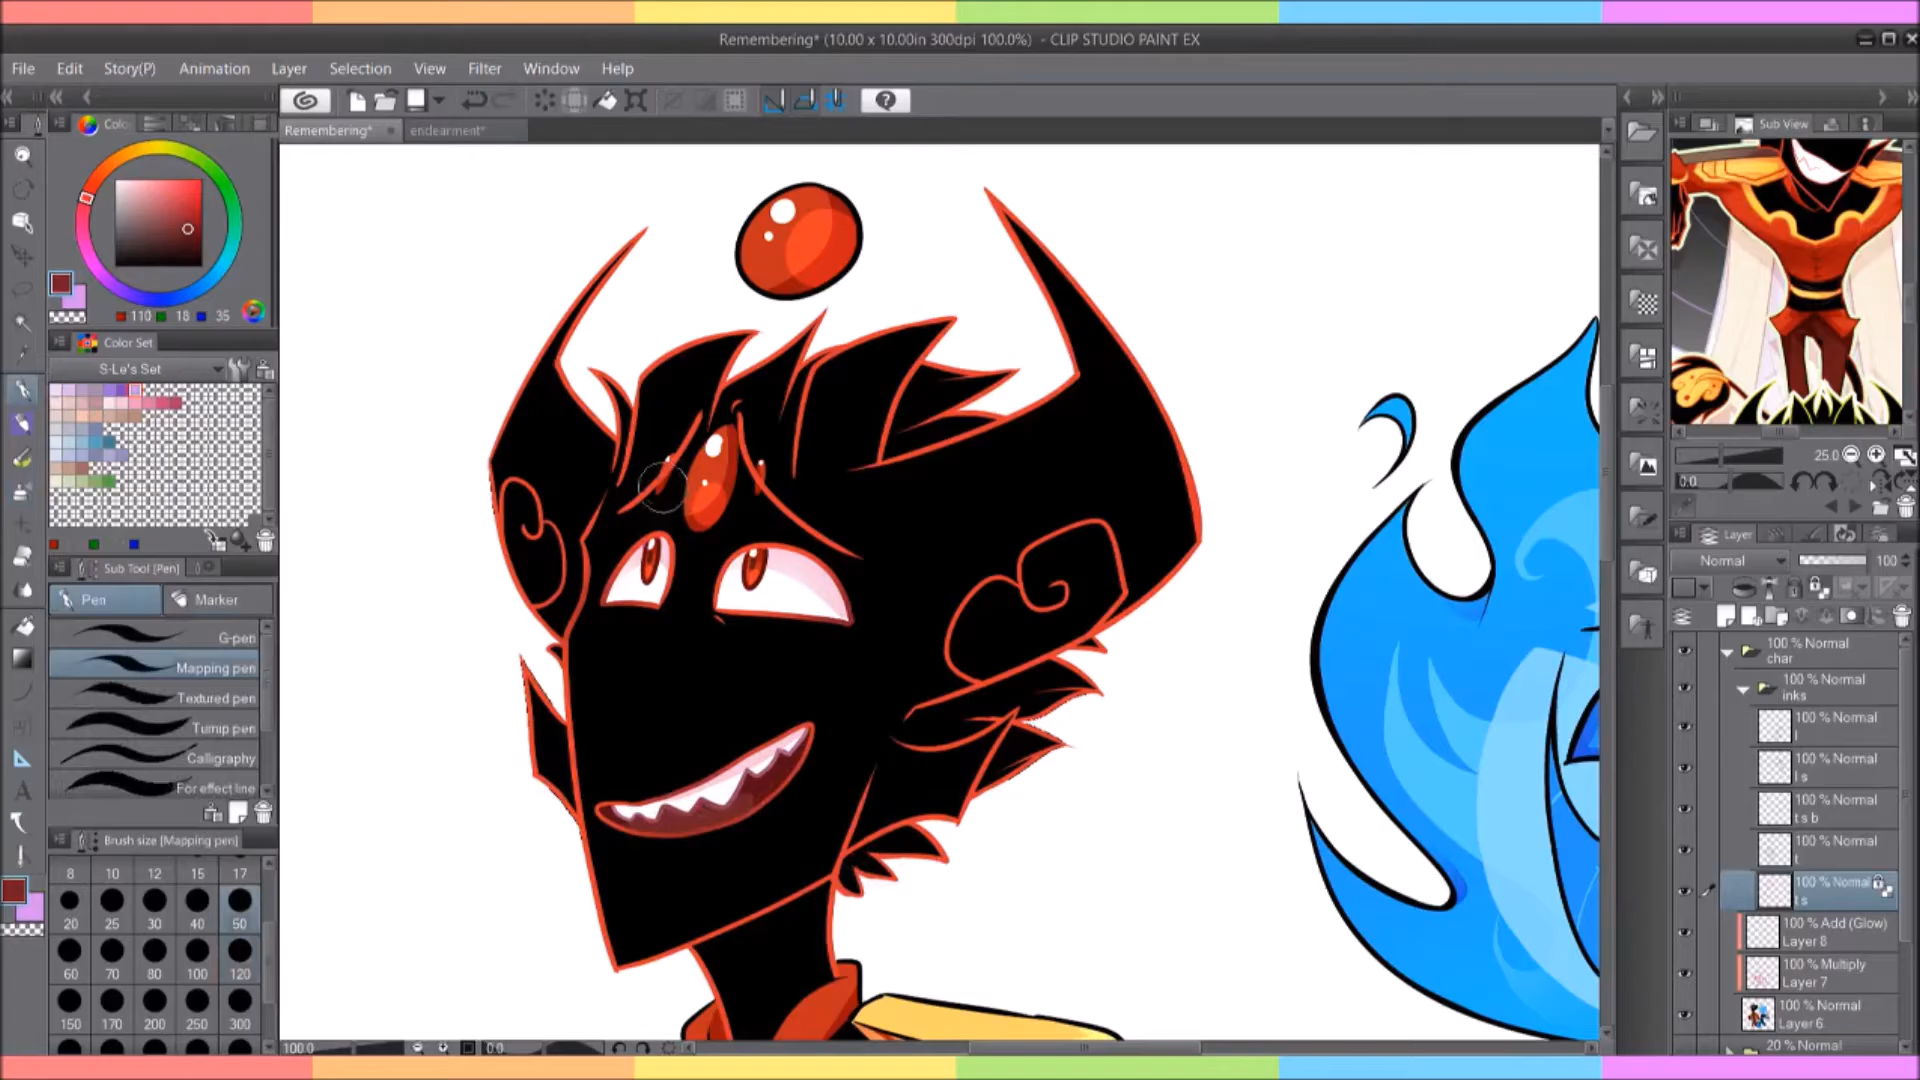 Remembering* (10.00 x 10.00in 300dpi 100.0%) - CLIP STUDIO PAINT EX
File Edit Story(P) Animation Layer Selection View Filter Window Help
Remembering* endearment*
Sub View
110 18 35
Color Set
S-Le's Set
Sub Tool [Pen]
Pen Marker
G-pen
Mapping pen
Textured pen
Turnip pen
Calligraphy
For effect line
Brush size [Mapping pen]
8 10 12 15 17
20 25 30 40 50
60 70 80 100 120
150 170 200 250 300
100.0 0.0
25.0
0.0
Layer
Normal 100
100 % Normal
char
100 % Normal
inks
100 % Normal
l
100 % Normal
l s
100 % Normal
t s b
100 % Normal
t
100 % Normal
t s
100 % Add (Glow)
Layer 8
100 % Multiply
Layer 7
100 % Normal
Layer 6
20 % Normal